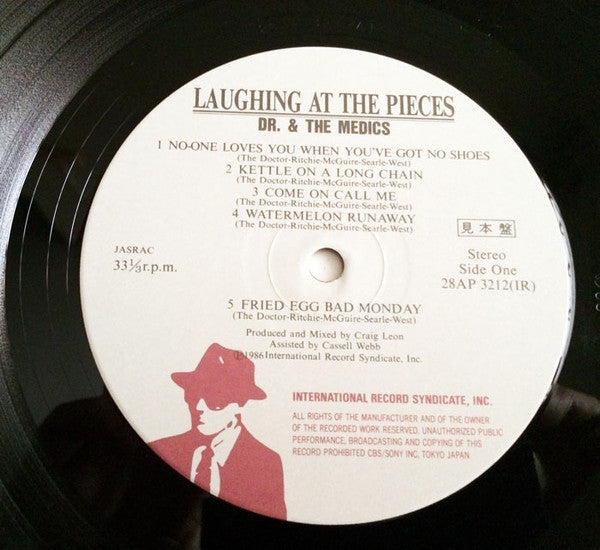 LAUGHING AT THE PIECES
DR. & THE MEDICS
1 NO-ONE LOVES YOU WHEN YOU'VE GOT NO SHOES
(The Doctor-Ritchie-McGuire-Searle-West)
2 KETTLE ON A LONG CHAIN
(The Doctor-Ritchie-McGuire-Searle-West)
3 COME ON CALL ME
(The Doctor-Ritchie-McGuire-Searle-West)
4 WATERMELON RUNAWAY
(The Doctor-Ritchie-McGuire-Searle-West)
見本盤
JASRAC
33⅓r.p.m.
Stereo
Side One
28AP 3212(IR)
5 FRIED EGG BAD MONDAY
(The Doctor-Ritchie-McGuire-Searle-West)
Produced and Mixed by Craig Leon
Assisted by Cassell Webb
℗1986 International Record Syndicate, Inc.
INTERNATIONAL RECORD SYNDICATE, INC.
ALL RIGHTS OF THE MANUFACTURER AND OF THE OWNER
OF THE RECORDED WORK RESERVED. UNAUTHORIZED PUBLIC
PERFORMANCE, BROADCASTING AND COPYING OF THIS
RECORD PROHIBITED CBS/SONY INC. TOKYO JAPAN